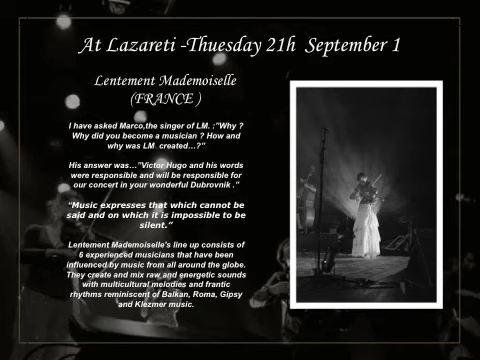 At Lazareti -Thuesday 21h September 1
Lentement Mademoiselle
(FRANCE )
I have asked Marco,the singer of LM. :"Why ?
Why did you become a musician ? How and
why was LM created…?"
His answer was…"Victor Hugo and his words
were responsible and will be responsible for
our concert in your wonderful Dubrovnik ."
"Music expresses that which cannot be
said and on which it is impossible to be
silent."
Lentement Mademoiselle's line up consists of
6 experienced musicians that have been
influenced by music from all around the globe.
They create and mix raw and energetic sounds
with multicultural melodies and frantic
rhythms reminiscent of Balkan, Roma, Gipsy
and Klezmer music.